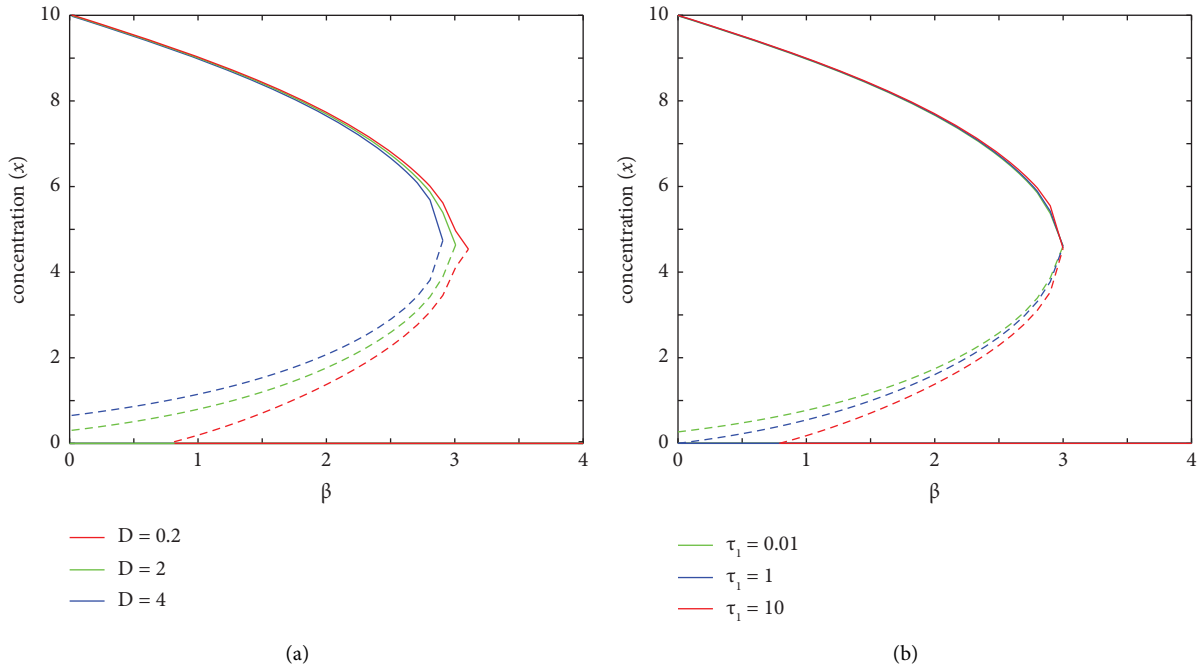 10
8
6
4
2
0
concentration (x)
0
1
2
3
4
β
D = 0.2
D = 2
D = 4
(a)
10
8
6
4
2
0
concentration (x)
0
1
2
3
4
β
τ₁ = 0.01
τ₁ = 1
τ₁ = 10
(b)